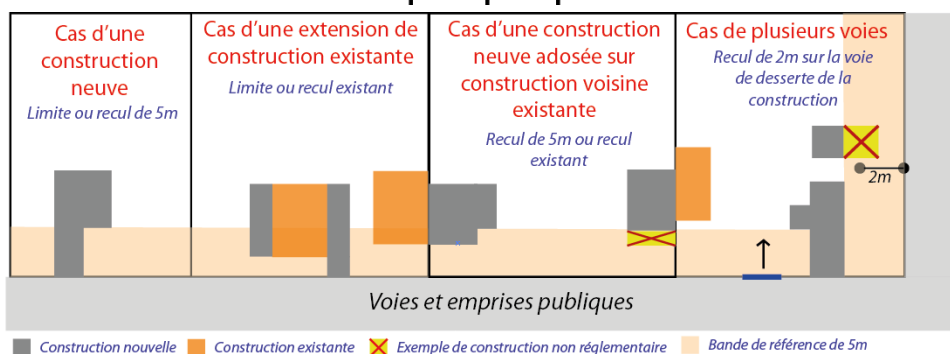 Cas d'une
construction
neuve
Limite ou recul de 5m
Cas d'une extension de
construction existante
Limite ou recul existant
Cas d'une construction
neuve adosée sur
construction voisine
existante
Recul de 5m ou recul
existant
Cas de plusieurs voies
Recul de 2m sur la voie
de desserte de la
construction
2m
Voies et emprises publiques
Construction nouvelle
Construction existante
Exemple de construction non réglementaire
Bande de référence de 5m